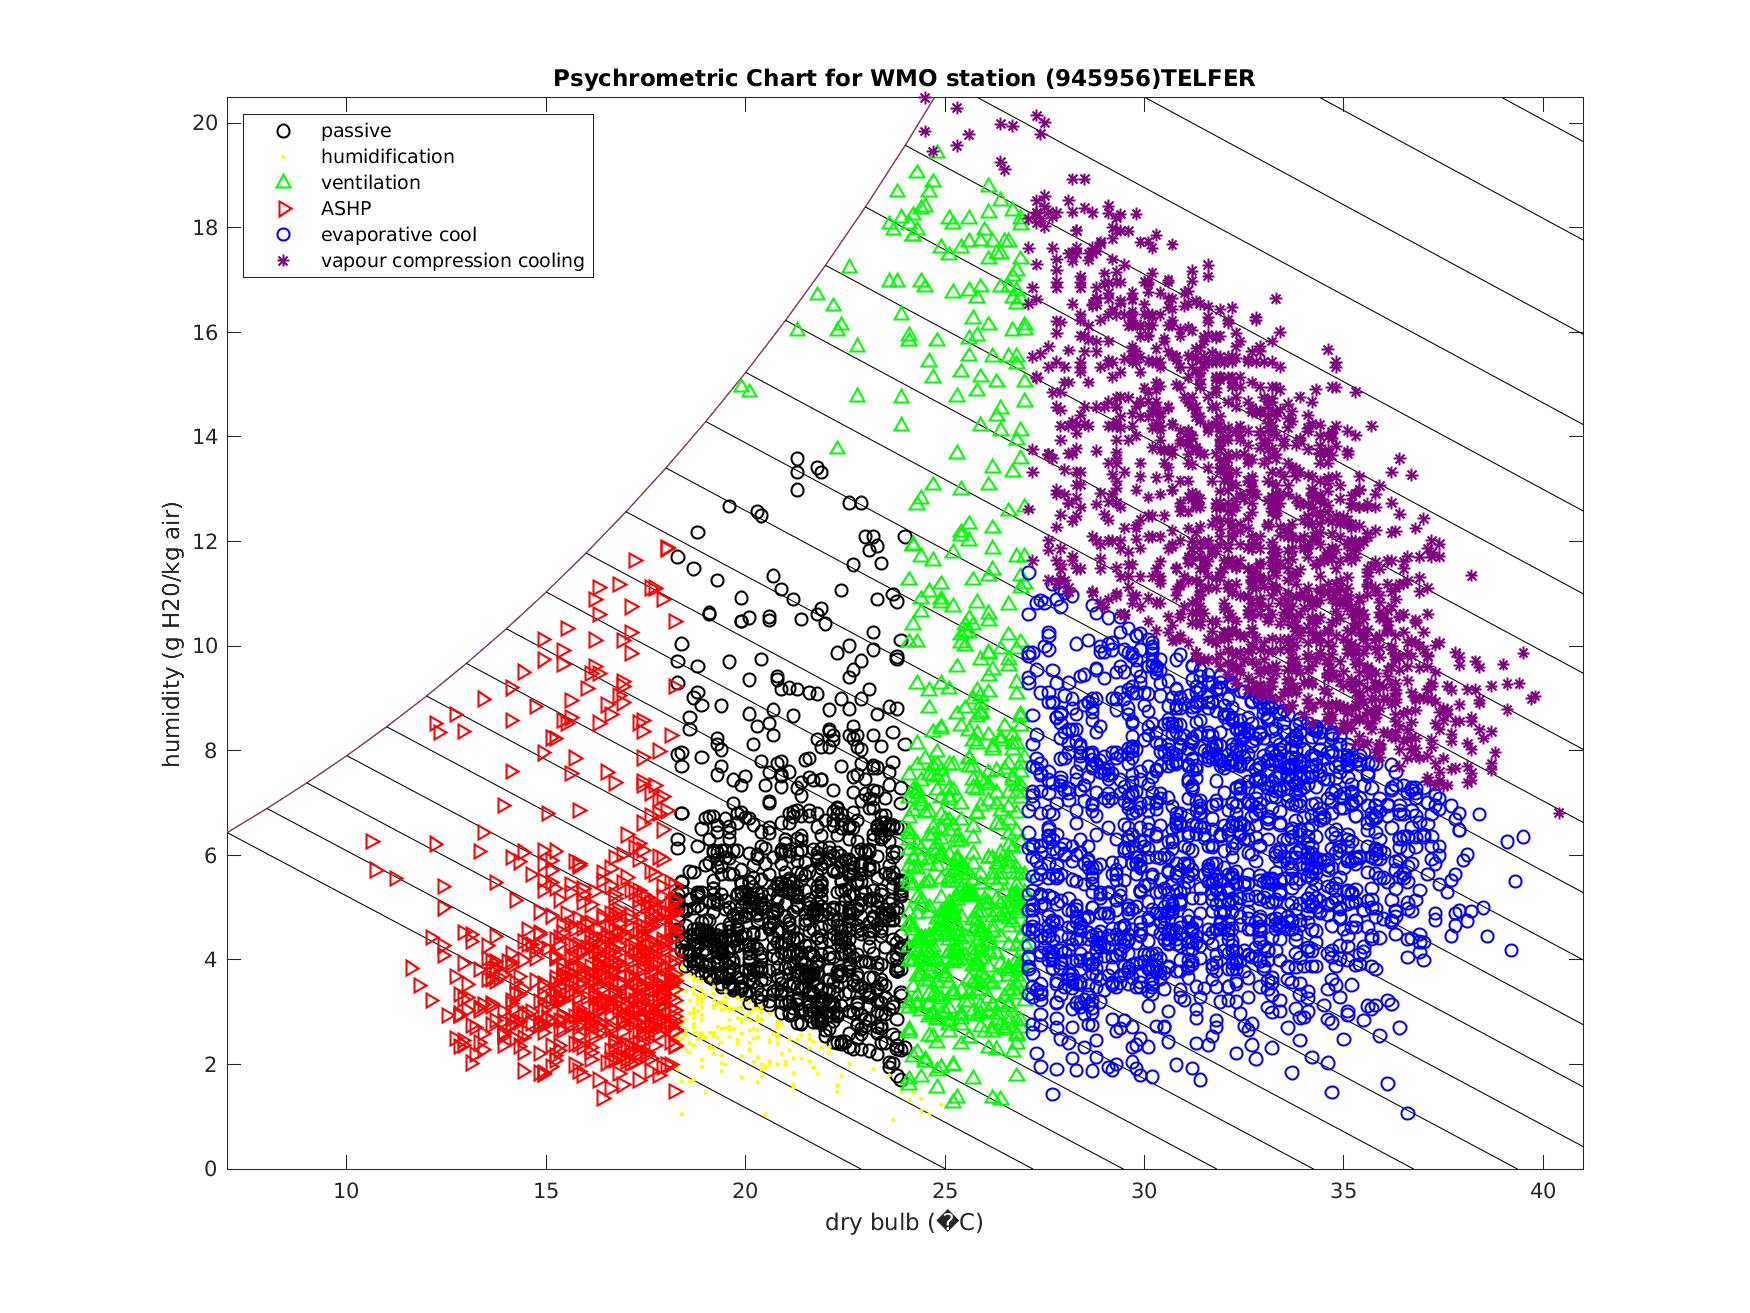 Psychrometric Chart for WMO station (945956)TELFER
passive
humidification
ventilation
ASHP
evaporative cool
vapour compression cooling
humidity (g H20/kg air)
20
18
16
14
12
10
8
6
4
2
0
10 15 20 25 30 35 40
dry bulb (�C)